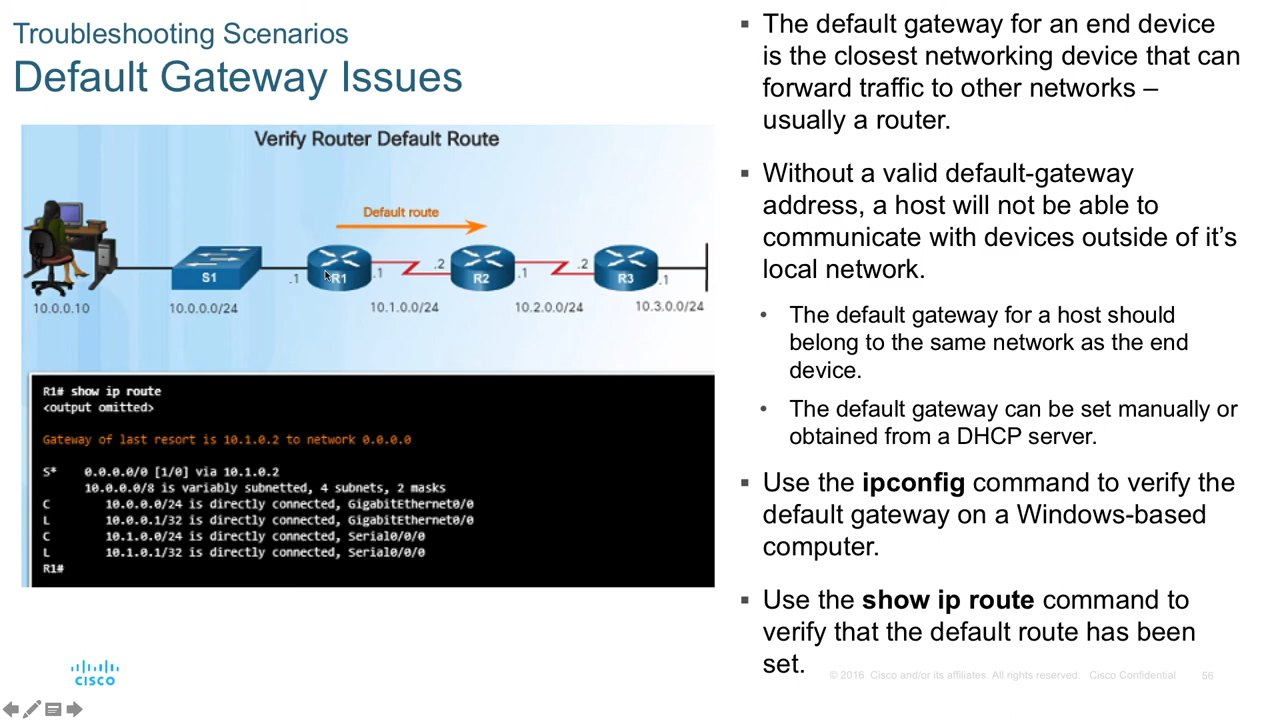 Troubleshooting Scenarios
Default Gateway Issues
Verify Router Default Route
Default route
S1
.1
R1
.1
.2
R2
.1
.2
R3
.1
10.0.0.10
10.0.0.0/24
10.1.0.0/24
10.2.0.0/24
10.3.0.0/24
R1# show ip route
<output omitted>
Gateway of last resort is 10.1.0.2 to network 0.0.0.0
S* 0.0.0.0/0 [1/0] via 10.1.0.2
10.0.0.0/8 is variably subnetted, 4 subnets, 2 masks
C 10.0.0.0/24 is directly connected, GigabitEthernet0/0
L 10.0.0.1/32 is directly connected, GigabitEthernet0/0
C 10.1.0.0/24 is directly connected, Serial0/0/0
L 10.1.0.1/32 is directly connected, Serial0/0/0
R1#
▪ The default gateway for an end device
is the closest networking device that can
forward traffic to other networks –
usually a router.
▪ Without a valid default-gateway
address, a host will not be able to
communicate with devices outside of it’s
local network.
• The default gateway for a host should
belong to the same network as the end
device.
• The default gateway can be set manually or
obtained from a DHCP server.
▪ Use the ipconfig command to verify the
default gateway on a Windows-based
computer.
▪ Use the show ip route command to
verify that the default route has been
set.
CISCO
© 2016 Cisco and/or its affiliates. All rights reserved. Cisco Confidential
56